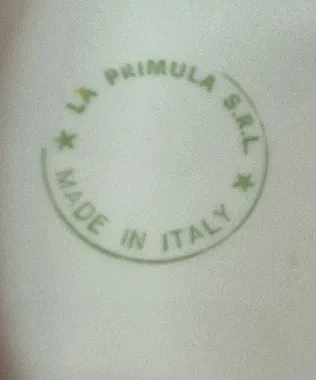 ★ LA PRIMULA S.R.L ★
MADE IN ITALY